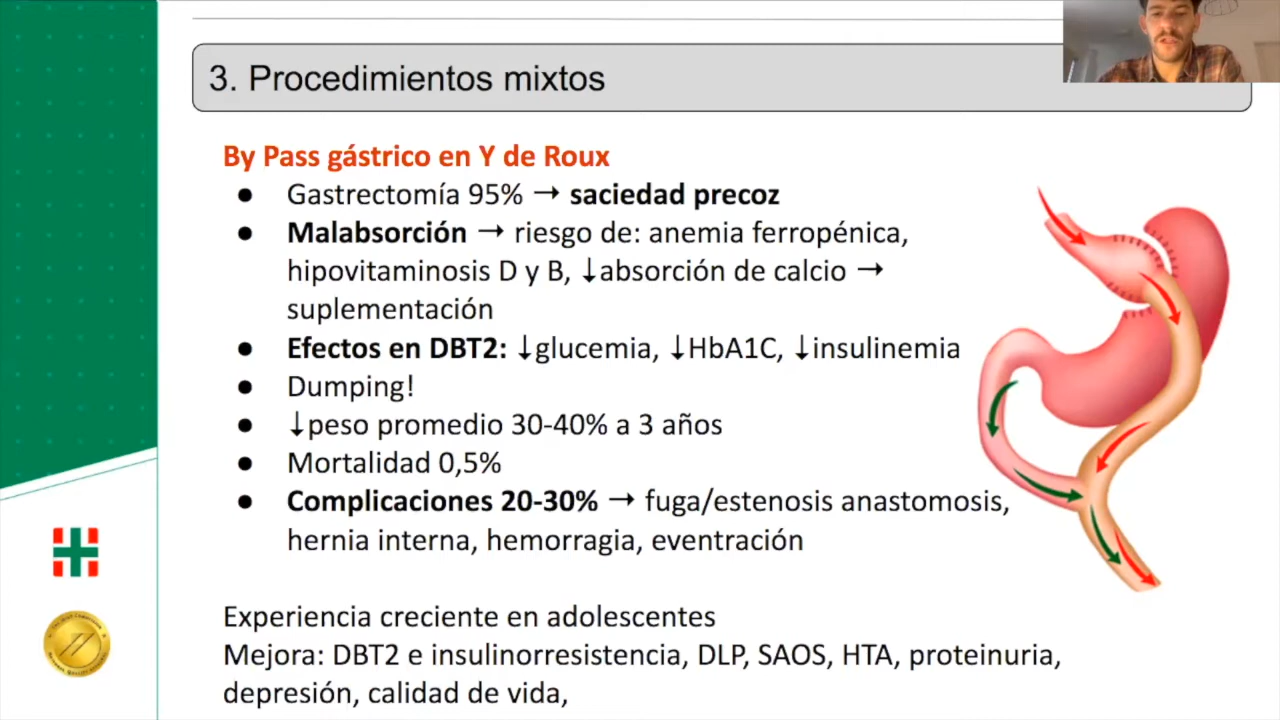 3. Procedimientos mixtos
By Pass gástrico en Y de Roux
● Gastrectomía 95% → saciedad precoz
● Malabsorción → riesgo de: anemia ferropénica,
hipovitaminosis D y B, ↓absorción de calcio →
suplementación
● Efectos en DBT2: ↓glucemia, ↓HbA1C, ↓insulinemia
● Dumping!
● ↓peso promedio 30-40% a 3 años
● Mortalidad 0,5%
● Complicaciones 20-30% → fuga/estenosis anastomosis,
hernia interna, hemorragia, eventración
Experiencia creciente en adolescentes
Mejora: DBT2 e insulinorresistencia, DLP, SAOS, HTA, proteinuria,
depresión, calidad de vida,